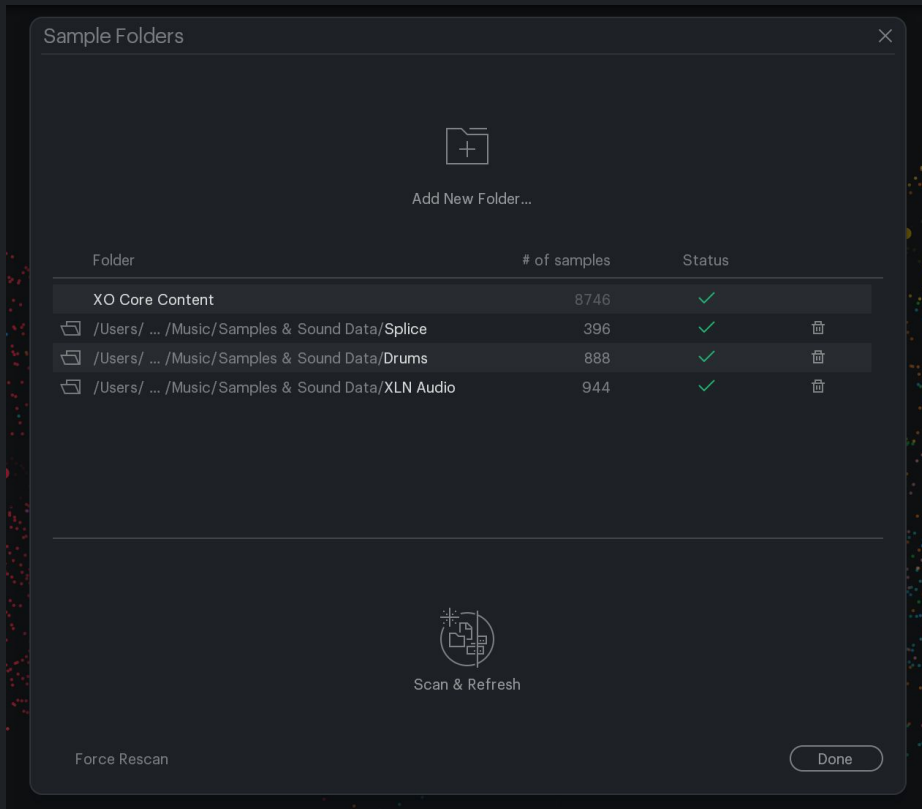 Sample Folders
Add New Folder...
Folder # of samples Status
XO Core Content 8746
/Users/ ... /Music/Samples & Sound Data/Splice 396
/Users/ ... /Music/Samples & Sound Data/Drums 888
/Users/ ... /Music/Samples & Sound Data/XLN Audio 944
Scan & Refresh
Force Rescan Done